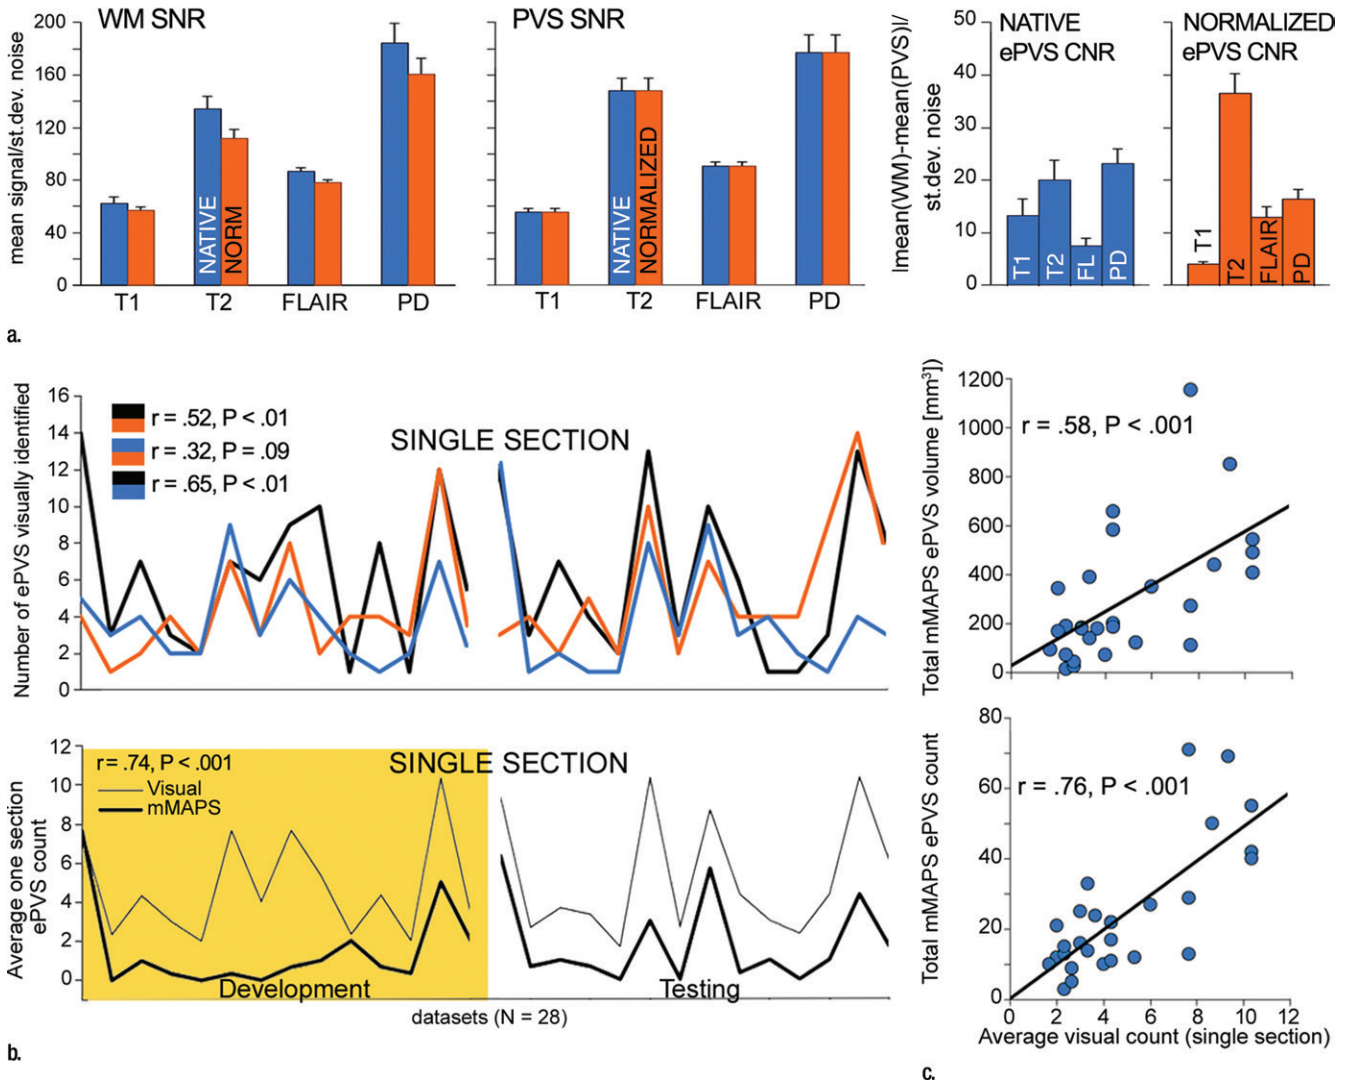 WM SNR
mean signal/st.dev. noise
200
160
120
80
40
0
NATIVE
NORM
T1
T2
FLAIR
PD
PVS SNR
NATIVE
NORMALIZED
T1
T2
FLAIR
PD
|mean(WM)-mean(PVS)|/
st.dev. noise
50
40
30
20
10
0
NATIVE
ePVS CNR
T1
T2
FL
PD
NORMALIZED
ePVS CNR
T1
T2
FLAIR
PD
a.
Number of ePVS visually identified
16
14
12
10
8
6
4
2
0
r = .52, P < .01
r = .32, P = .09
r = .65, P < .01
SINGLE SECTION
Average one section
ePVS count
12
10
8
6
4
2
0
r = .74, P < .001
Visual
mMAPS
SINGLE SECTION
Development
Testing
datasets (N = 28)
b.
Total mMAPS ePVS volume [mm³])
1200
1000
800
600
400
200
0
r = .58, P < .001
Total mMAPS ePVS count
80
60
40
20
0
r = .76, P < .001
0 2 4 6 8 10 12
Average visual count (single section)
c.